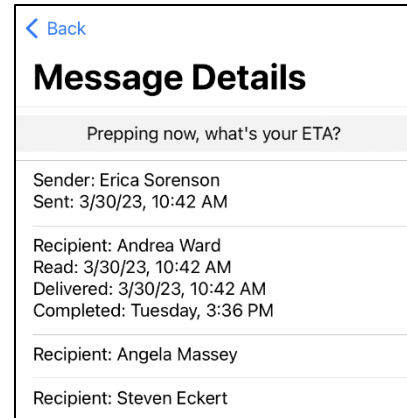 Back
Message Details
Prepping now, what's your ETA?
Sender: Erica Sorenson
Sent: 3/30/23, 10:42 AM
Recipient: Andrea Ward
Read: 3/30/23, 10:42 AM
Delivered: 3/30/23, 10:42 AM
Completed: Tuesday, 3:36 PM
Recipient: Angela Massey
Recipient: Steven Eckert